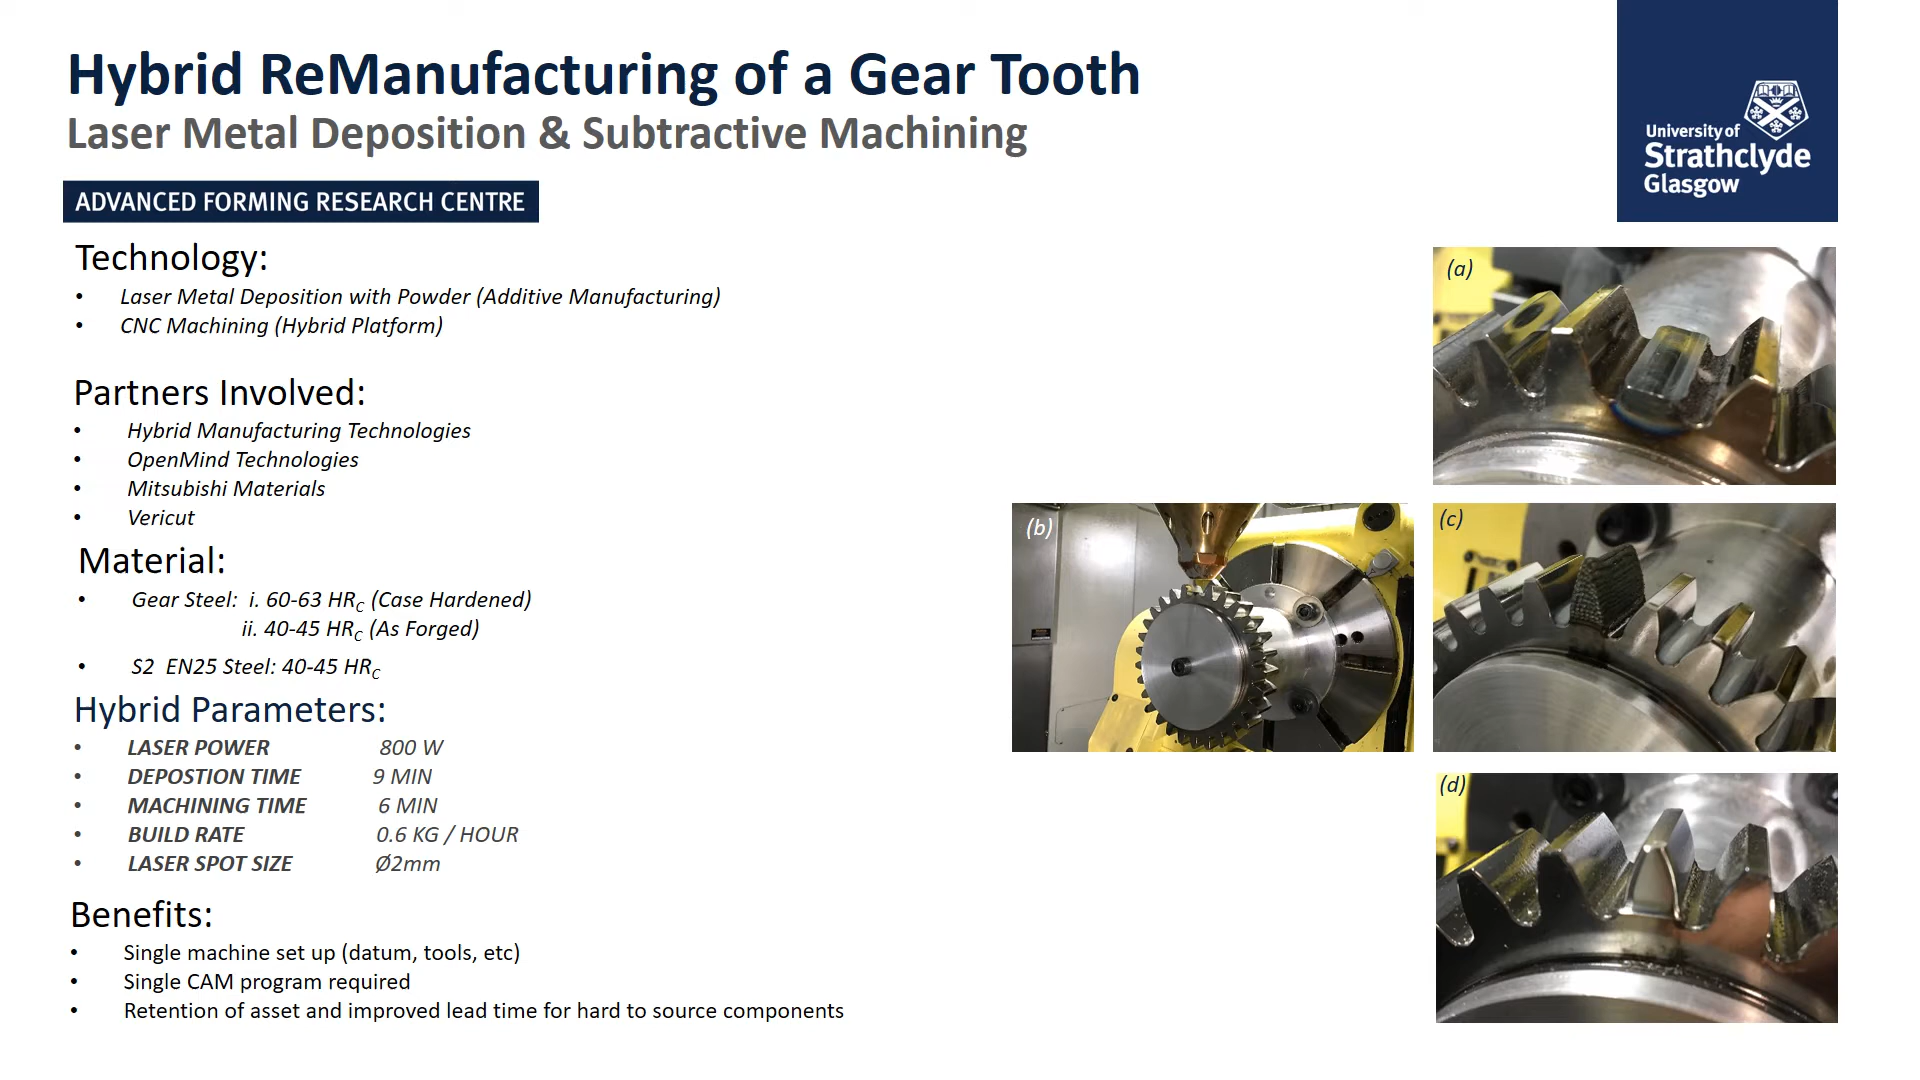 Hybrid ReManufacturing of a Gear Tooth
Laser Metal Deposition & Subtractive Machining
University of
Strathclyde
Glasgow
ADVANCED FORMING RESEARCH CENTRE
Technology:
• Laser Metal Deposition with Powder (Additive Manufacturing)
• CNC Machining (Hybrid Platform)
Partners Involved:
• Hybrid Manufacturing Technologies
• OpenMind Technologies
• Mitsubishi Materials
• Vericut
Material:
• Gear Steel: i. 60-63 HRC (Case Hardened)
ii. 40-45 HRC (As Forged)
• S2 EN25 Steel: 40-45 HRC
Hybrid Parameters:
• LASER POWER 800 W
• DEPOSTION TIME 9 MIN
• MACHINING TIME 6 MIN
• BUILD RATE 0.6 KG / HOUR
• LASER SPOT SIZE Ø2mm
Benefits:
• Single machine set up (datum, tools, etc)
• Single CAM program required
• Retention of asset and improved lead time for hard to source components
(a)
(b)
(c)
(d)